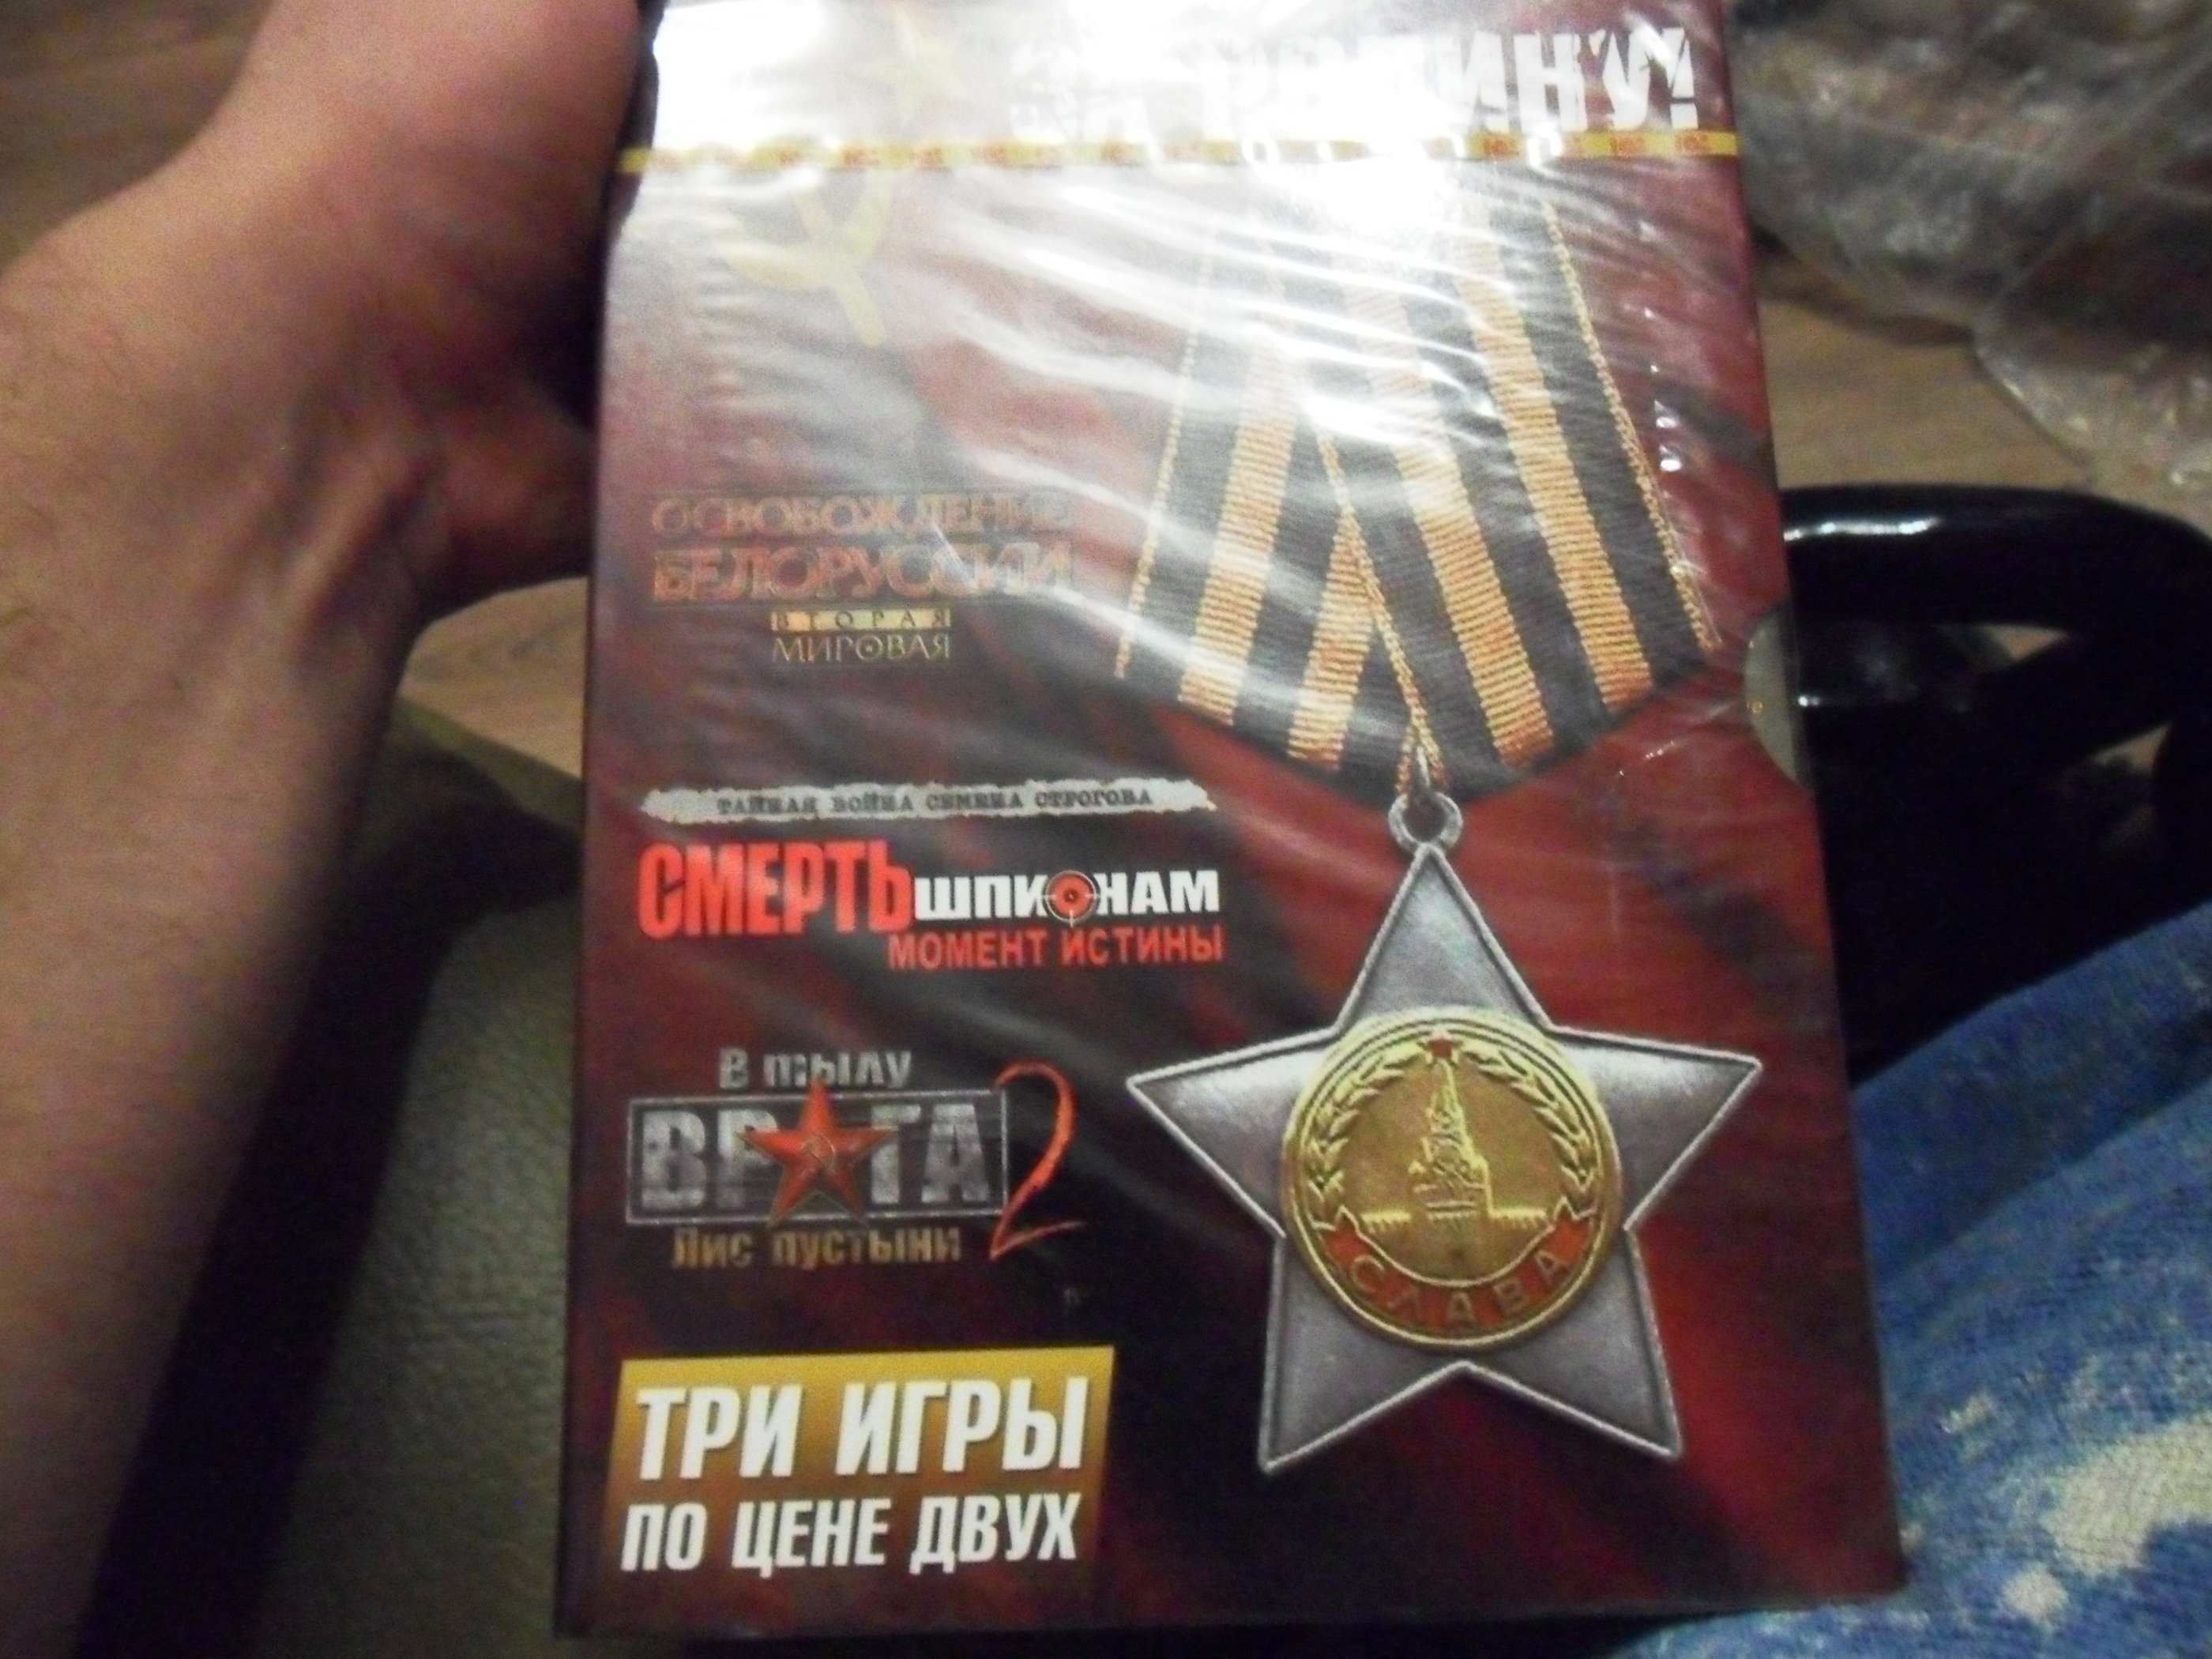 ЗА РОДИНУ!
ОСВОБОЖДЕНИЕ
БЕЛОРУССИИ
ВТОРАЯ
МИРОВАЯ
ТАЙНАЯ ВОЙНА СЕМЕНА СТРОГОВА
СМЕРТЬ ШПИОНАМ
МОМЕНТ ИСТИНЫ
В тылу
ВРАГА 2
Лис пустыни
СЛАВА
ТРИ ИГРЫ
ПО ЦЕНЕ ДВУХ